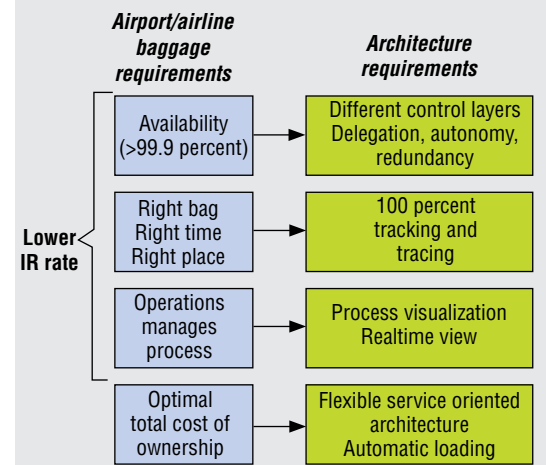 Airport/airline
baggage
requirements
Architecture
requirements
Lower
IR rate
Availability
(>99.9 percent)
Different control layers
Delegation, autonomy,
redundancy
Right bag
Right time
Right place
100 percent
tracking and
tracing
Operations
manages
process
Process visualization
Realtime view
Optimal
total cost of
ownership
Flexible service oriented
architecture
Automatic loading